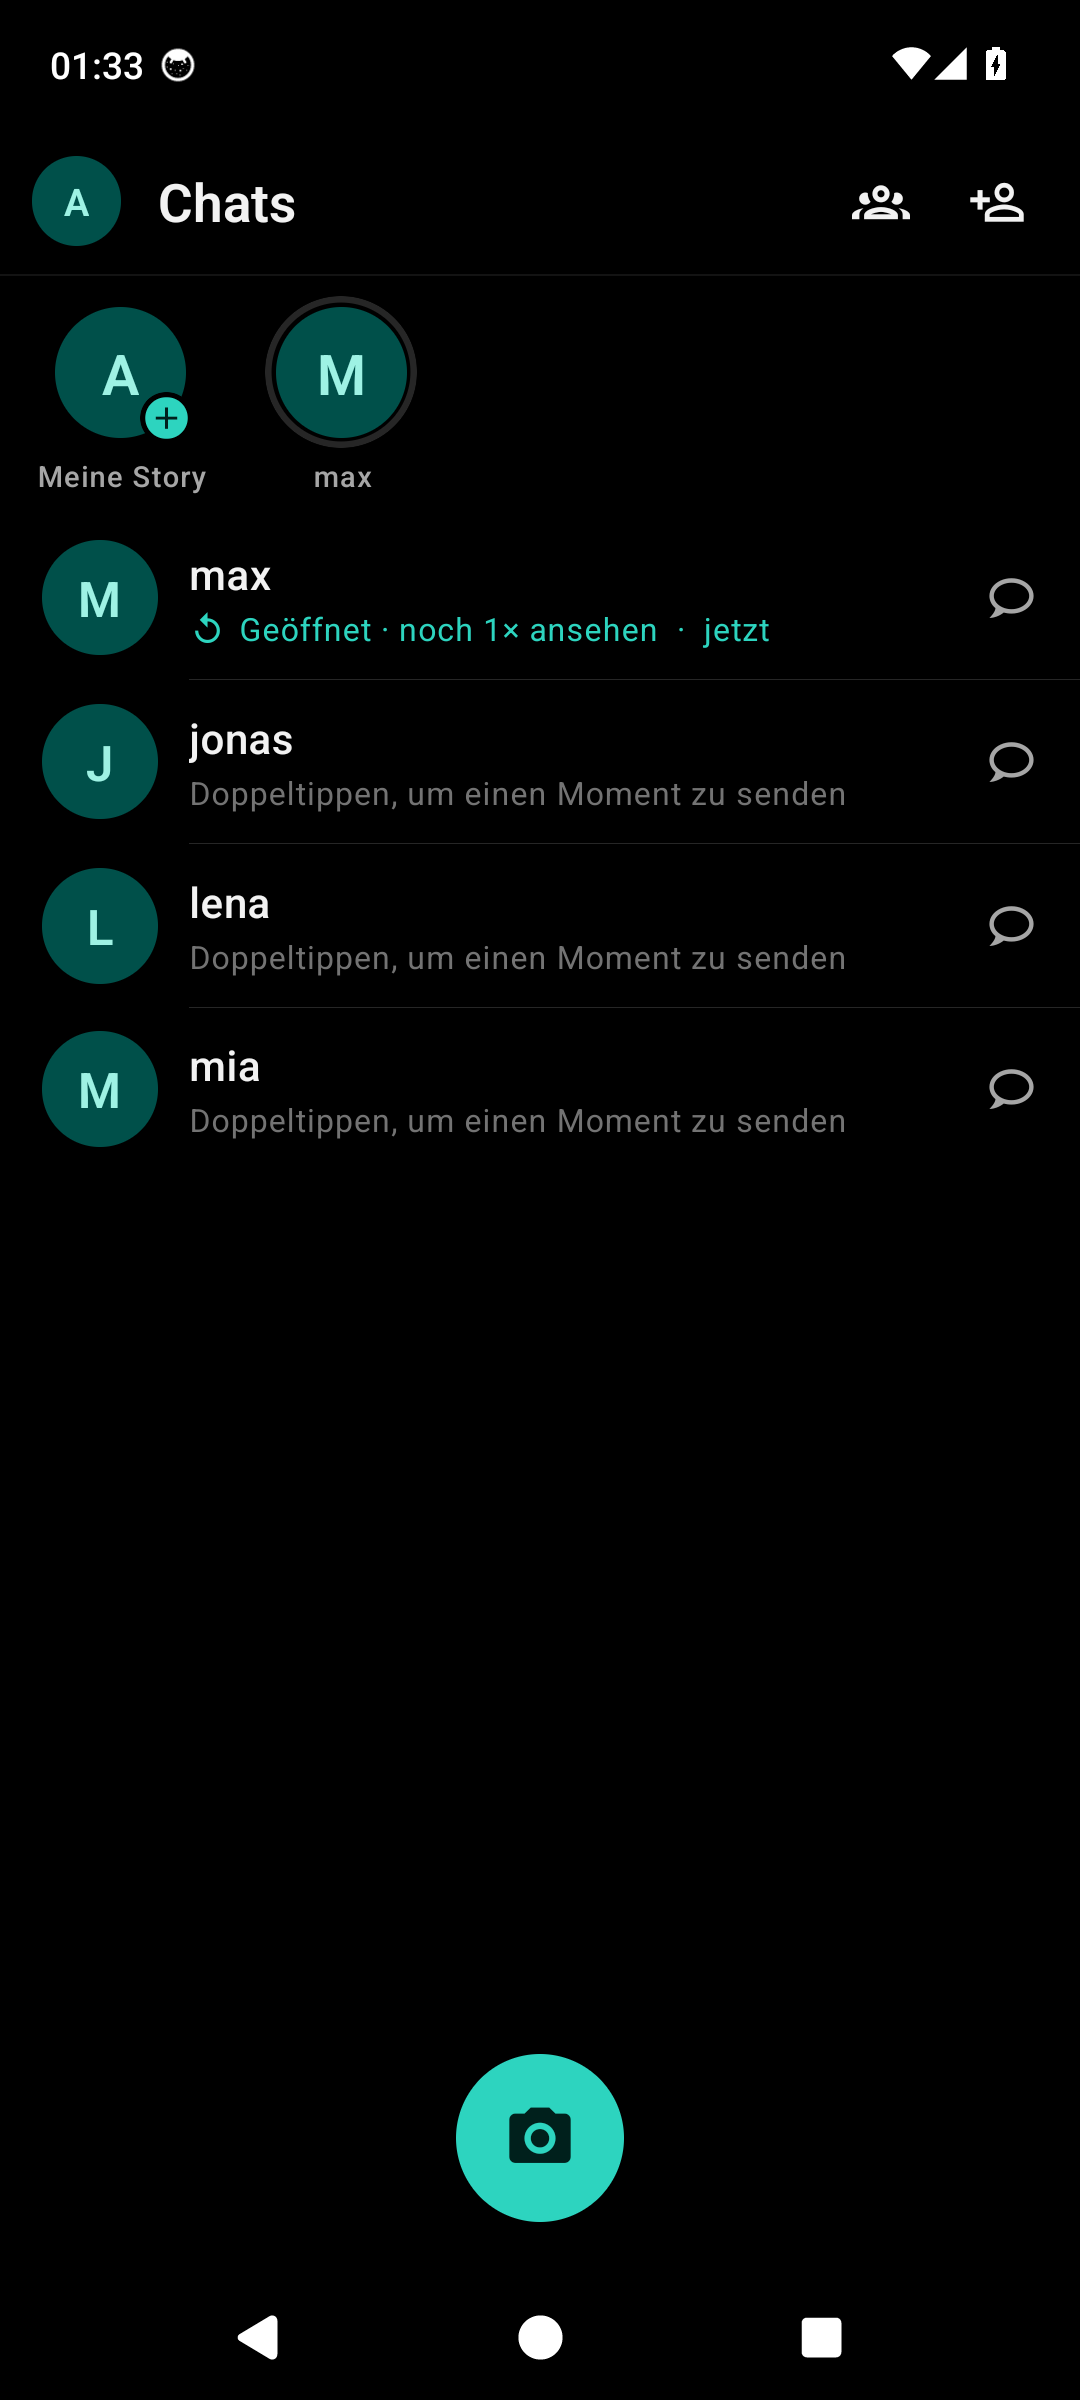 01:33
A Chats
A M
Meine Story max
M max
Geöffnet · noch 1× ansehen · jetzt
J jonas
Doppeltippen, um einen Moment zu senden
L lena
Doppeltippen, um einen Moment zu senden
M mia
Doppeltippen, um einen Moment zu senden